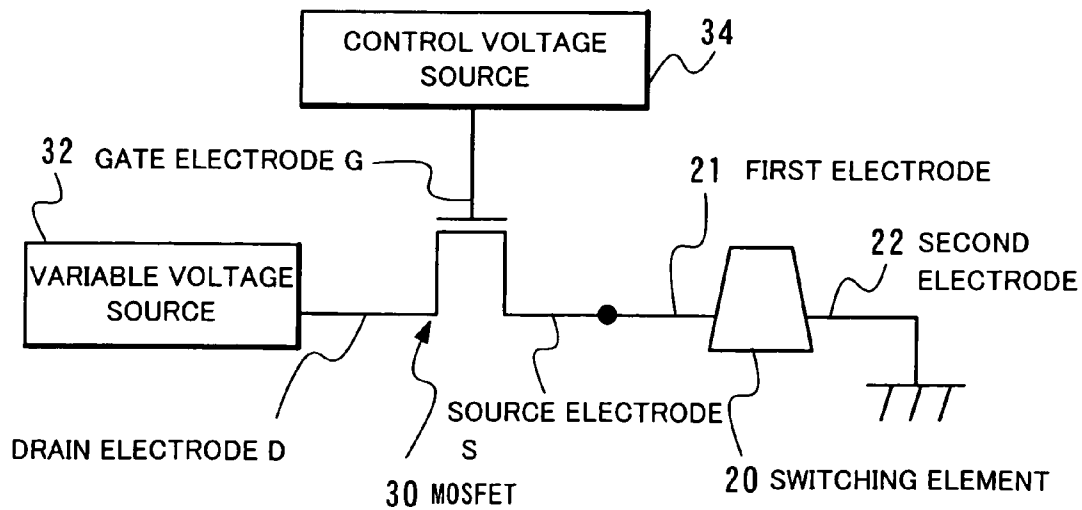 CONTROL VOLTAGE
SOURCE
34
32 GATE ELECTRODE G
21 FIRST ELECTRODE
22 SECOND
ELECTRODE
VARIABLE VOLTAGE
SOURCE
SOURCE ELECTRODE
S
DRAIN ELECTRODE D
30 MOSFET
20 SWITCHING ELEMENT